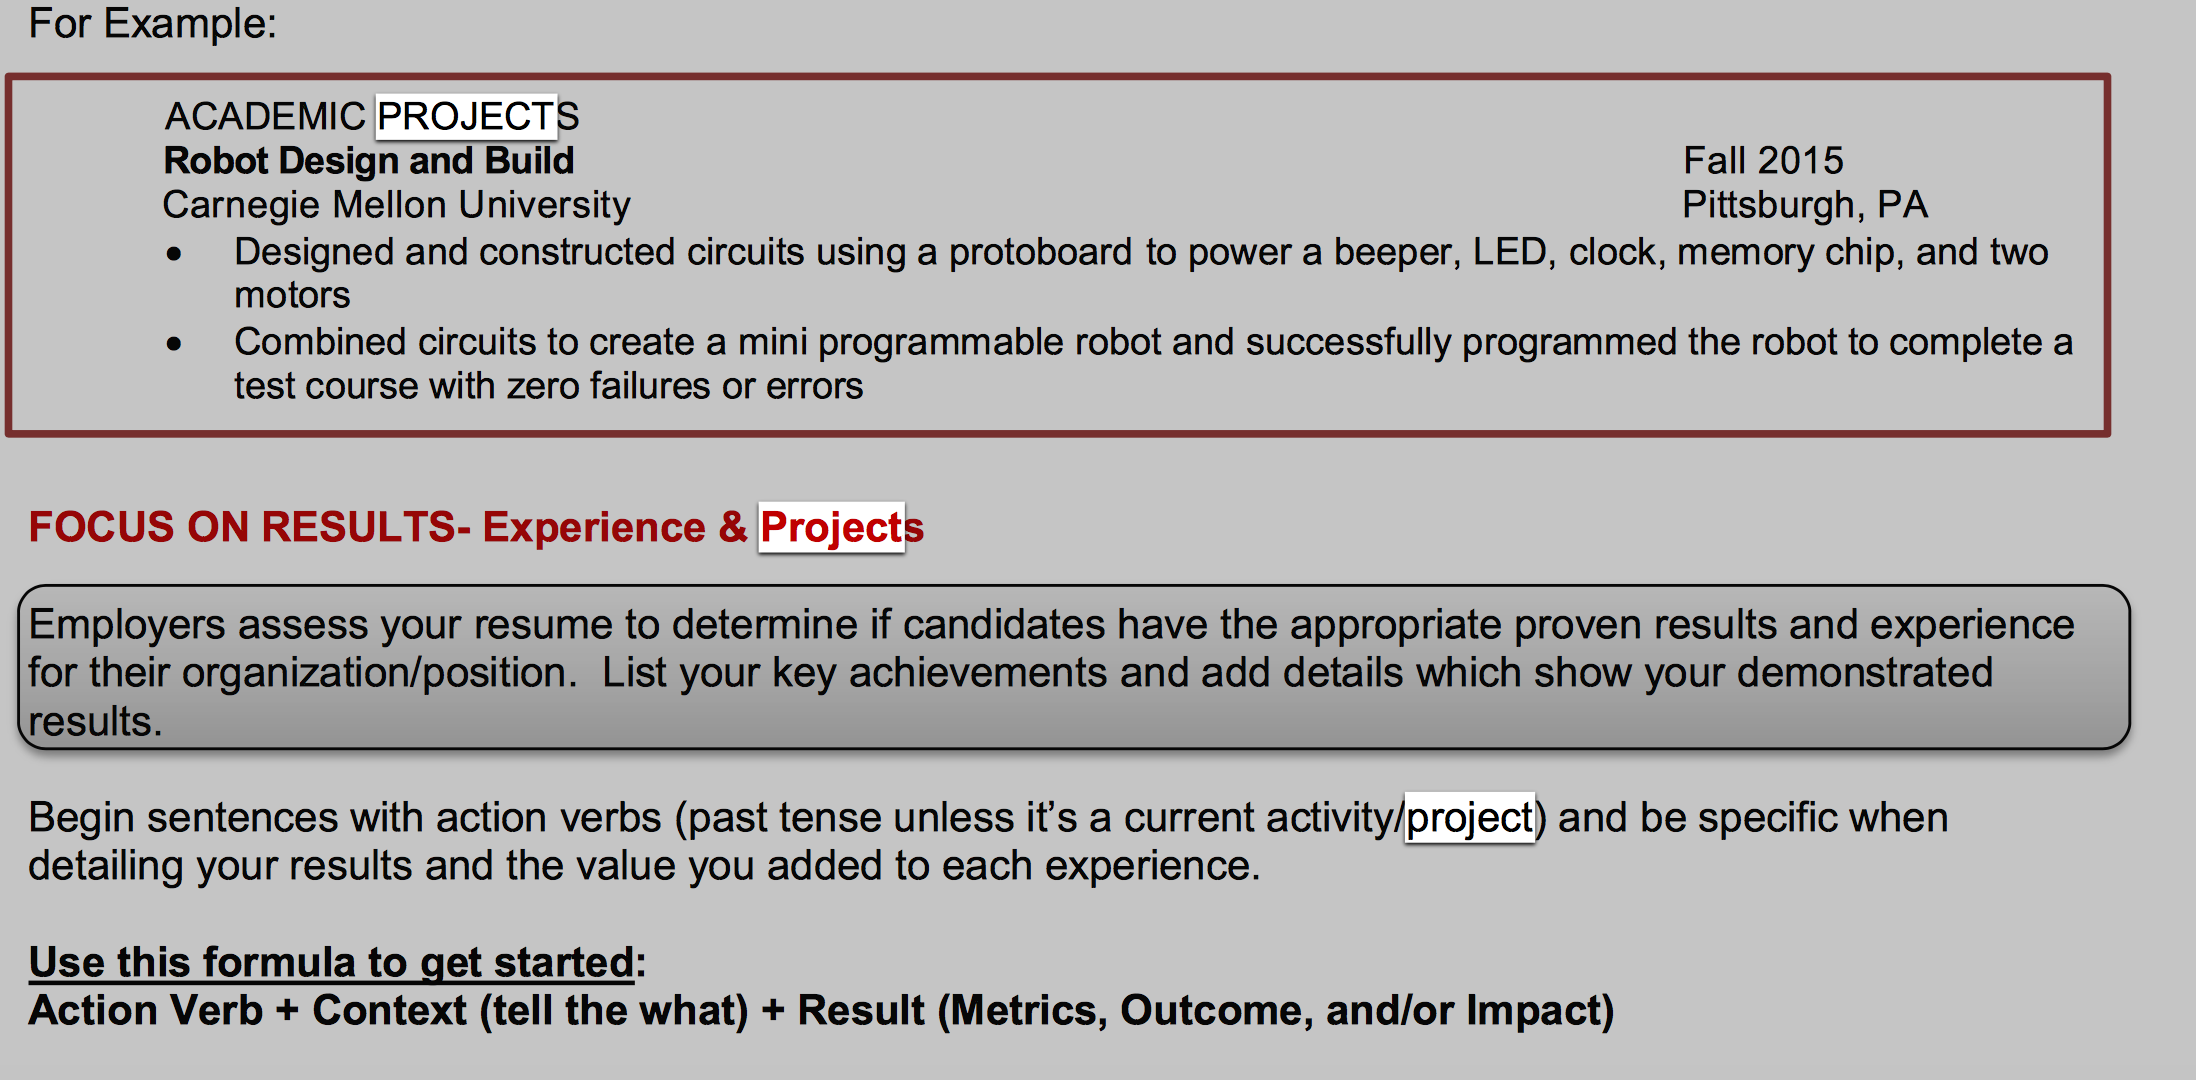 For Example:
ACADEMIC PROJECTS
Robot Design and Build Fall 2015
Carnegie Mellon University Pittsburgh, PA
• Designed and constructed circuits using a protoboard to power a beeper, LED, clock, memory chip, and two
motors
• Combined circuits to create a mini programmable robot and successfully programmed the robot to complete a
test course with zero failures or errors
FOCUS ON RESULTS- Experience & Projects
Employers assess your resume to determine if candidates have the appropriate proven results and experience
for their organization/position.  List your key achievements and add details which show your demonstrated
results.
Begin sentences with action verbs (past tense unless it’s a current activity/project) and be specific when
detailing your results and the value you added to each experience.
Use this formula to get started:
Action Verb + Context (tell the what) + Result (Metrics, Outcome, and/or Impact)